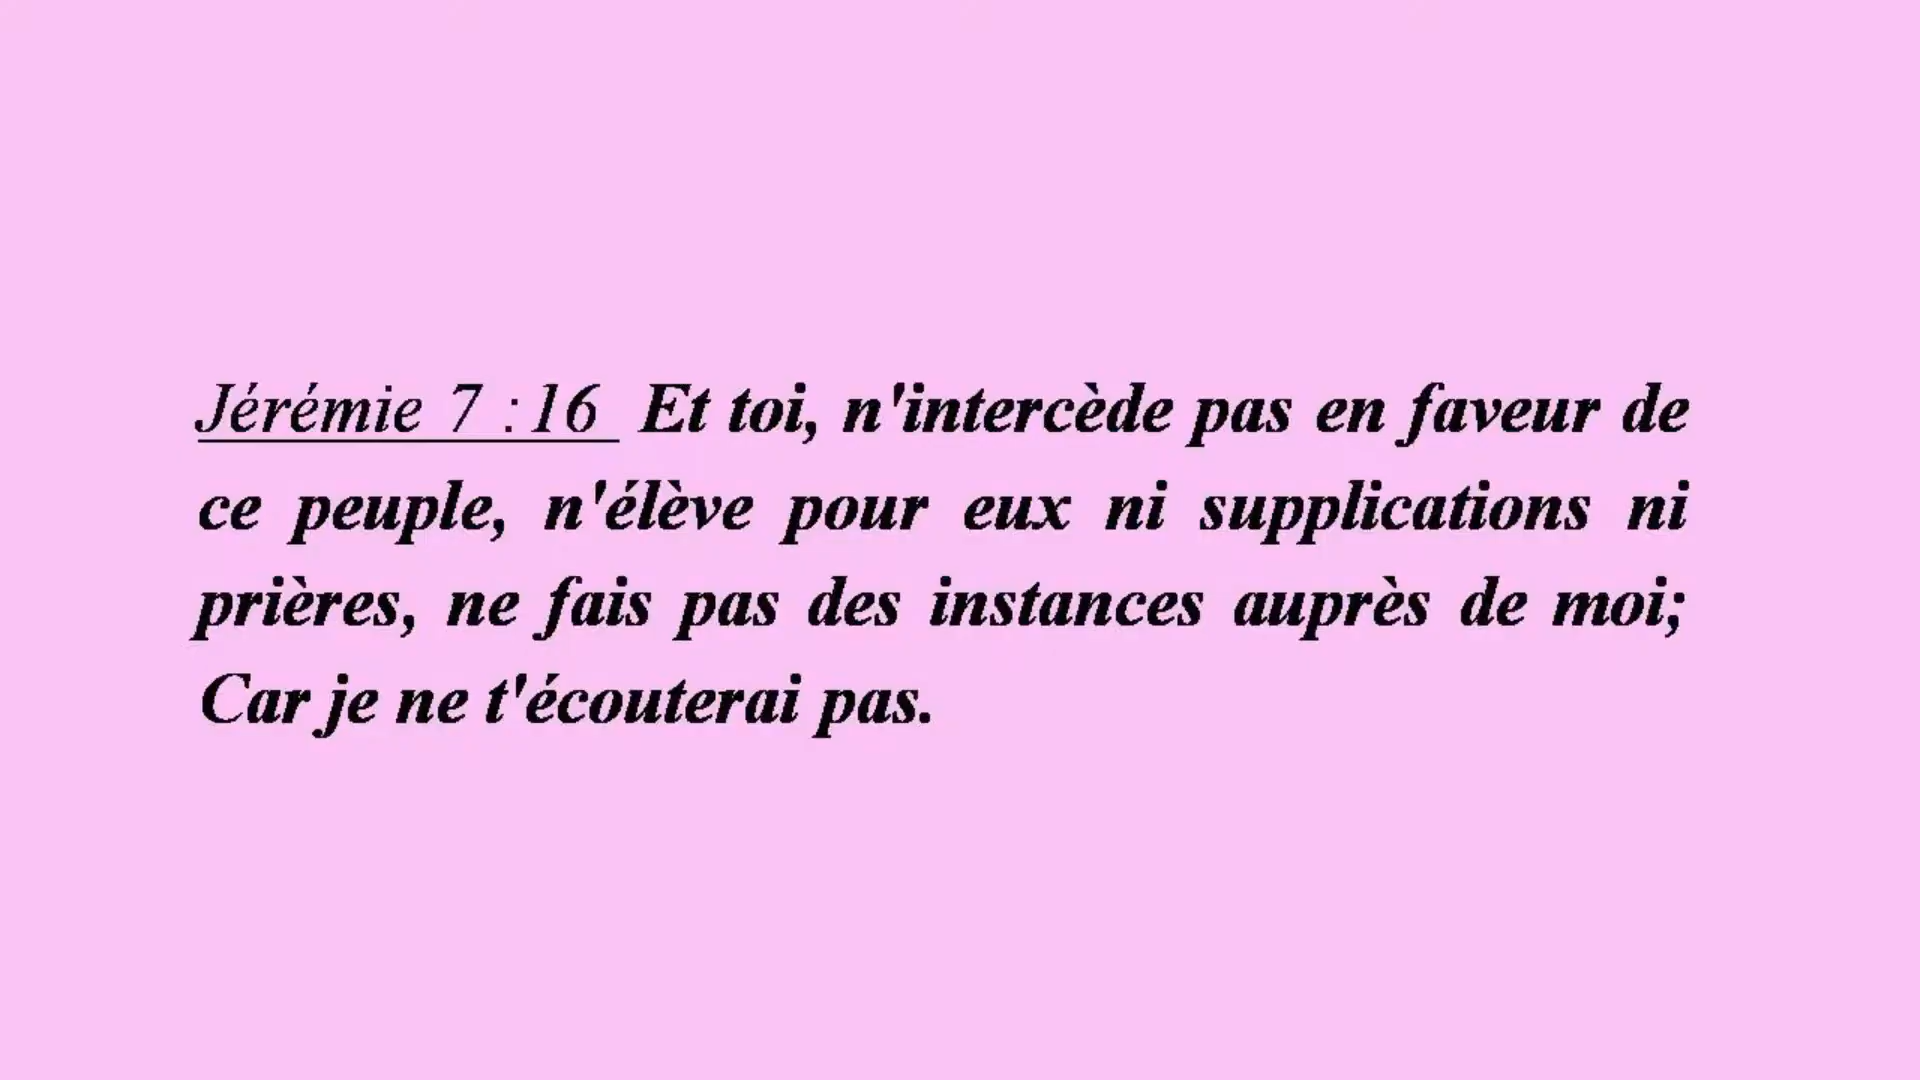 Jérémie 7 :16 Et toi, n'intercède pas en faveur de
ce peuple, n'élève pour eux ni supplications ni
prières, ne fais pas des instances auprès de moi;
Car je ne t'écouterai pas.